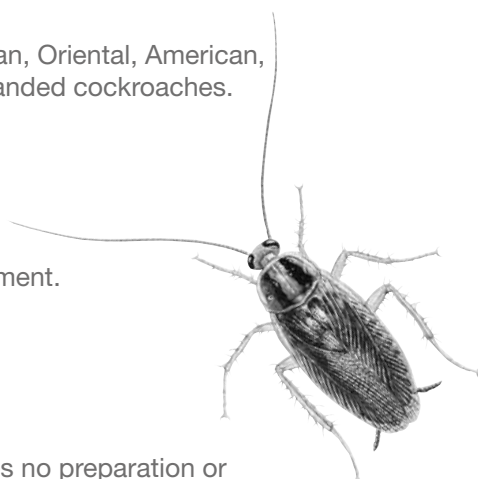 an, Oriental, American,
anded cockroaches.
ment.
s no preparation or